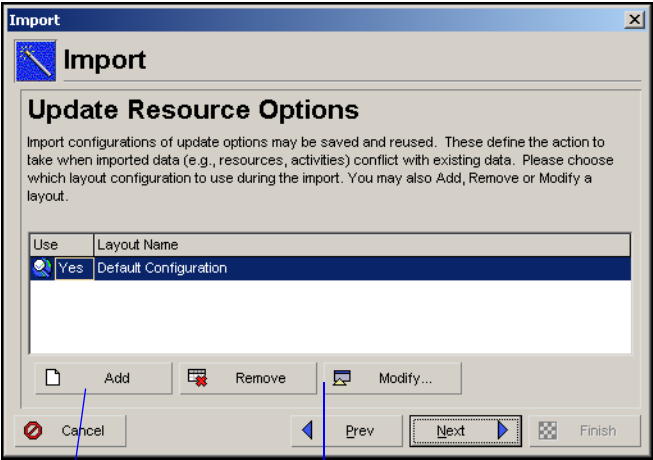 Import
Import
Update Resource Options
Import configurations of update options may be saved and reused.  These define the action to
take when imported data (e.g., resources, activities) conflict with existing data.  Please choose
which layout configuration to use during the import. You may also Add, Remove or Modify a
layout.
Use Layout Name
Yes Default Configuration
Add Remove Modify...
Cancel Prev Next Finish